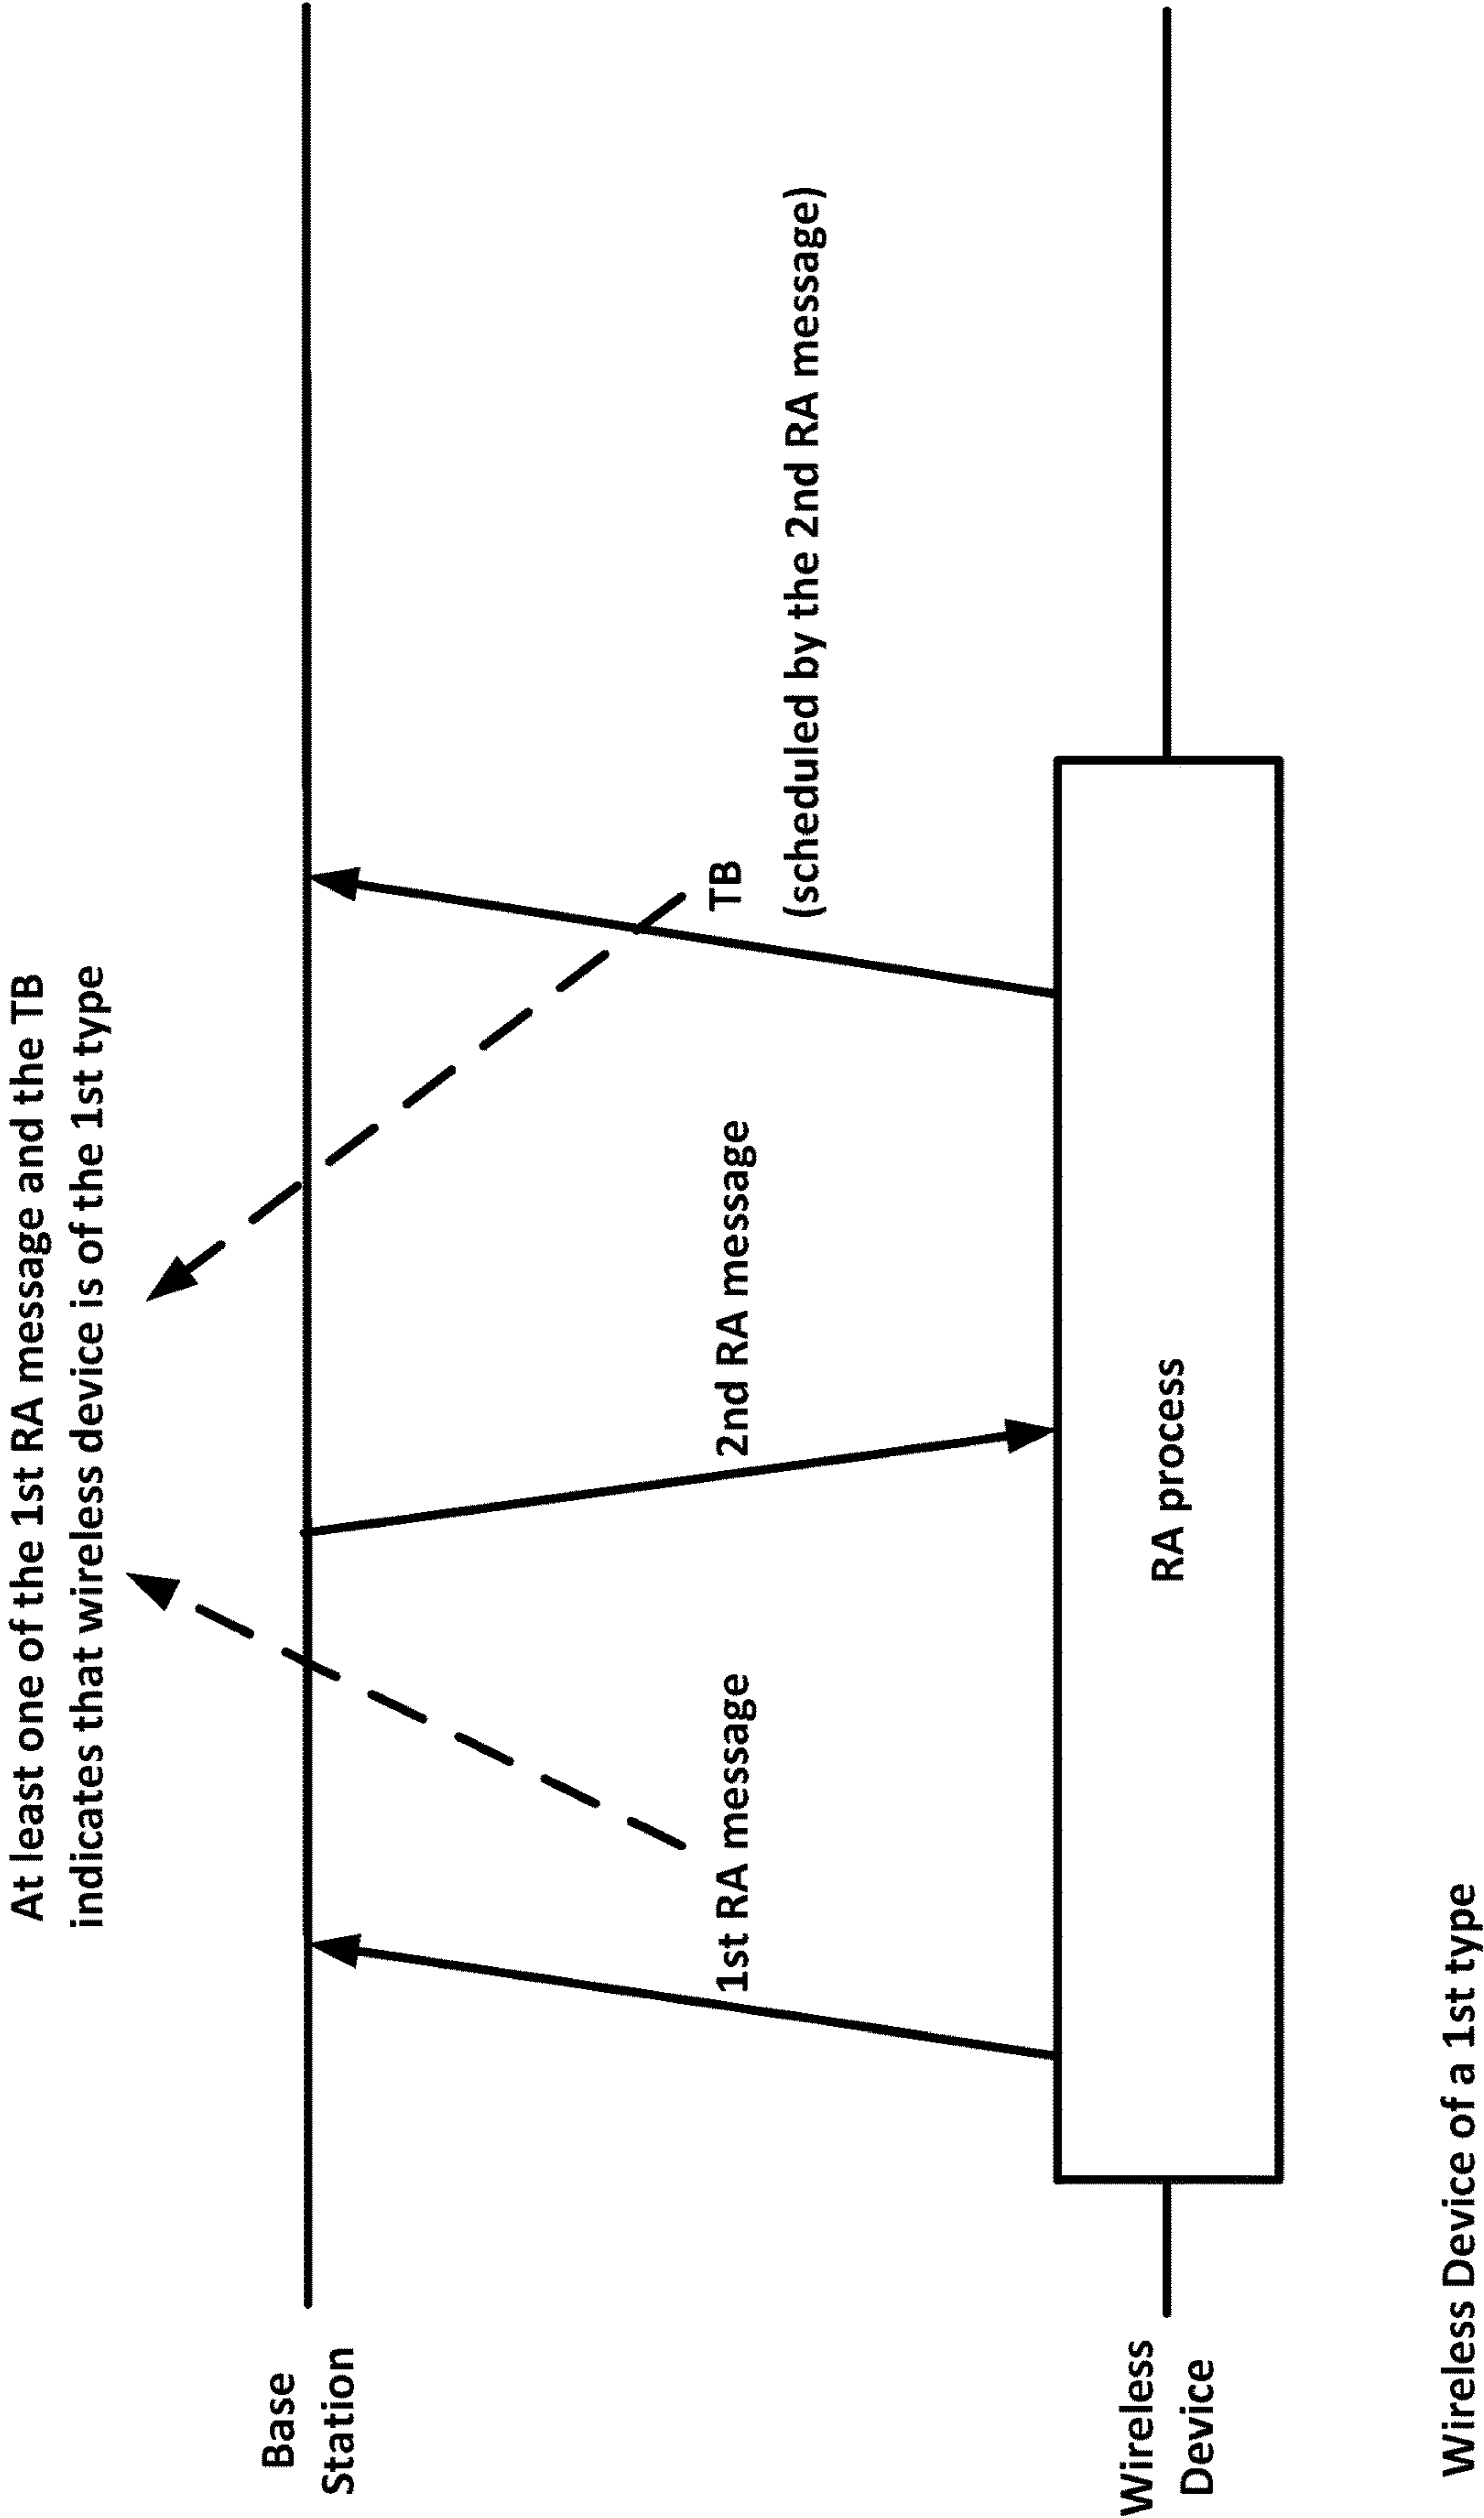 At least one of the 1st RA message and the TB
indicates that wireless device is of the 1st type
Base
Station
1st RA message
2nd RA message
TB
(scheduled by the 2nd RA message)
Wireless
Device
RA process
Wireless Device of a 1st type